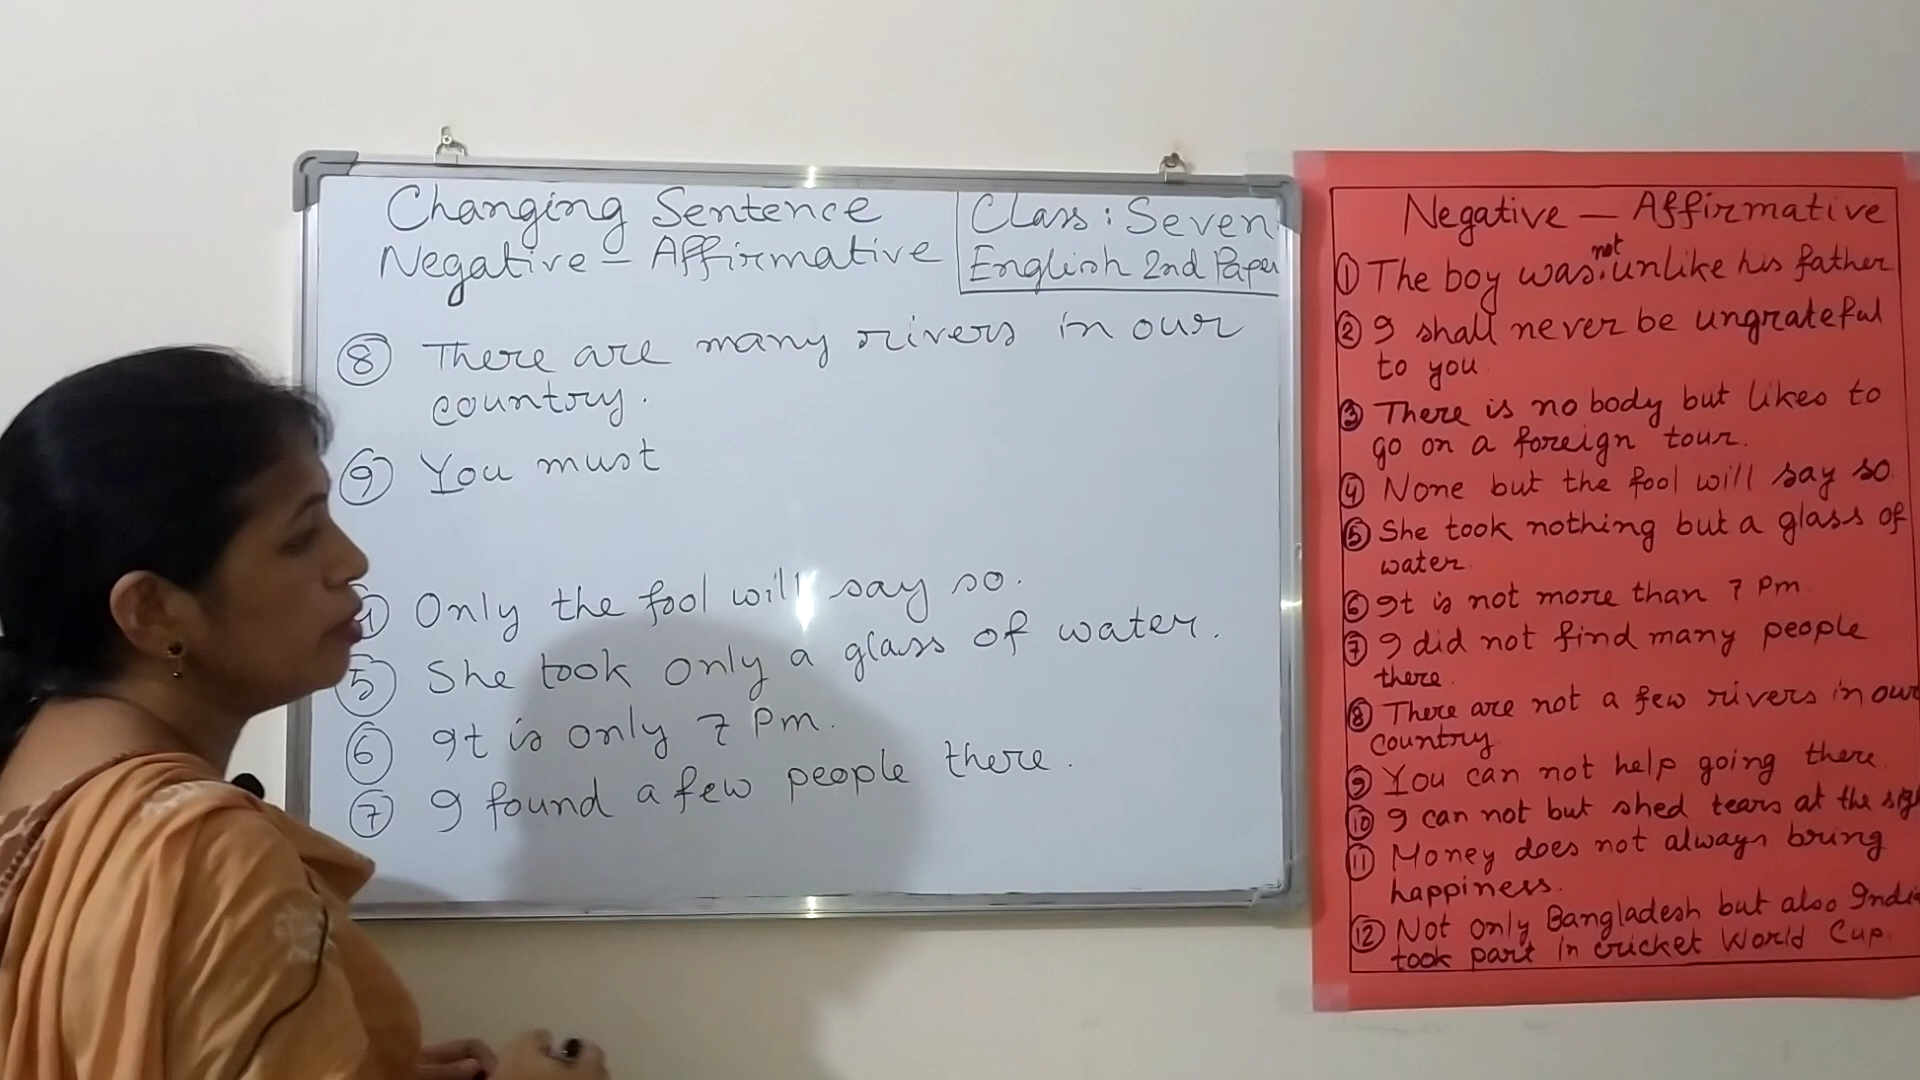 Changing Sentence
Negative - Affirmative
Class: Seven
English 2nd Paper
8 There are many rivers in our
country.
9 You must
Only the fool will say so.
5 She took only a glass of water.
6 It is only 7 Pm.
7 I found a few people there.
Negative - Affirmative
not
1 The boy was unlike his father
2 I shall never be ungrateful
to you
3 There is no body but likes to
go on a foreign tour.
4 None but the fool will say so.
5 She took nothing but a glass of
water.
6 It is not more than 7 Pm
7 I did not find many people
there.
8 There are not a few rivers in our
country
9 You can not help going there.
10 I can not but shed tears at the
11 Money does not always bring
happiness.
12 Not only Bangladesh but also
took part in cricket World Cup.